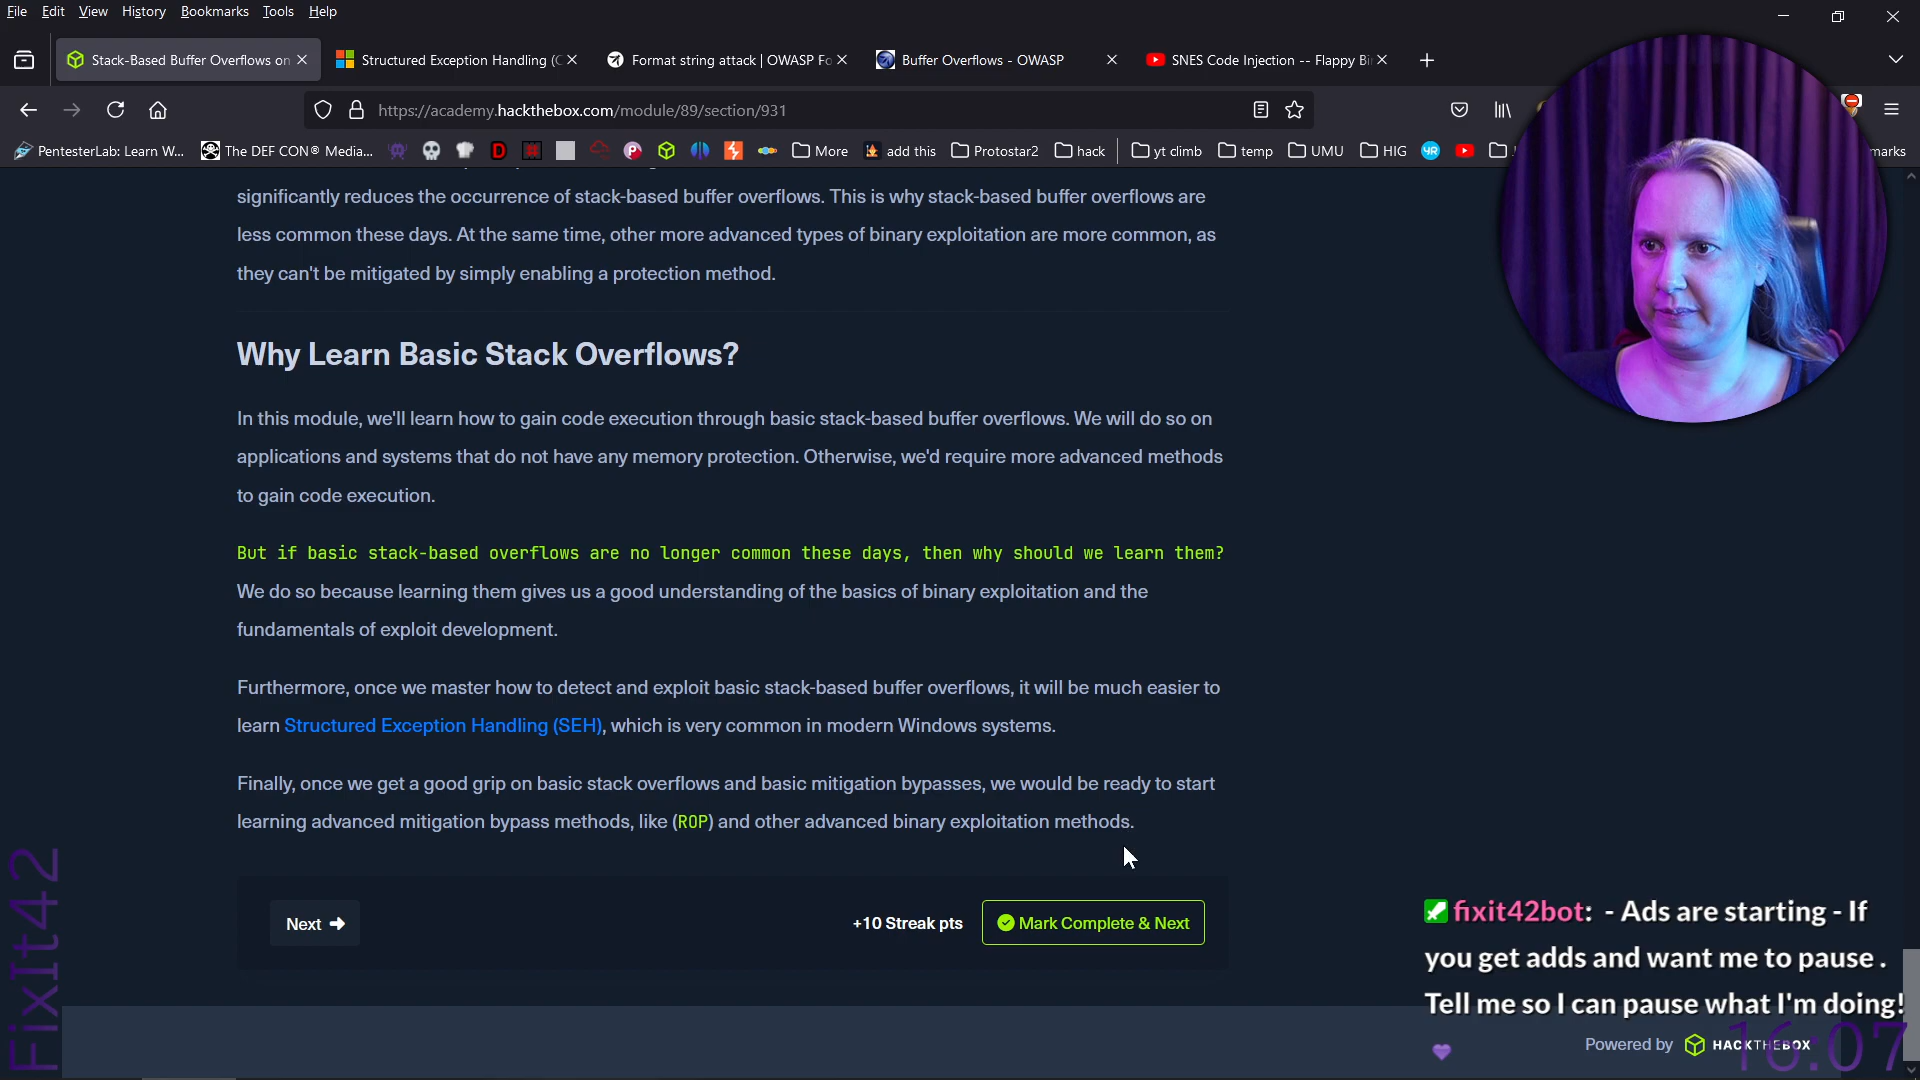 File Edit View History Bookmarks Tools Help
Stack-Based Buffer Overflows on
Structured Exception Handling (C
Format string attack | OWASP Fo
Buffer Overflows - OWASP
SNES Code Injection -- Flappy Bi
https://academy.hackthebox.com/module/89/section/931
PentesterLab: Learn W...
The DEF CON® Media...
More
add this
Protostar2
hack
yt climb
temp
UMU
HIG
marks
significantly reduces the occurrence of stack-based buffer overflows. This is why stack-based buffer overflows are
less common these days. At the same time, other more advanced types of binary exploitation are more common, as
they can't be mitigated by simply enabling a protection method.
Why Learn Basic Stack Overflows?
In this module, we'll learn how to gain code execution through basic stack-based buffer overflows. We will do so on
applications and systems that do not have any memory protection. Otherwise, we'd require more advanced methods
to gain code execution.
But if basic stack-based overflows are no longer common these days, then why should we learn them?
We do so because learning them gives us a good understanding of the basics of binary exploitation and the
fundamentals of exploit development.
Furthermore, once we master how to detect and exploit basic stack-based buffer overflows, it will be much easier to
learn Structured Exception Handling (SEH), which is very common in modern Windows systems.
Finally, once we get a good grip on basic stack overflows and basic mitigation bypasses, we would be ready to start
learning advanced mitigation bypass methods, like (ROP) and other advanced binary exploitation methods.
Next
+10 Streak pts
Mark Complete & Next
FixIt42
fixit42bot: - Ads are starting - If
you get adds and want me to pause .
Tell me so I can pause what I'm doing!
Powered by HACKTHEBOX
16:07